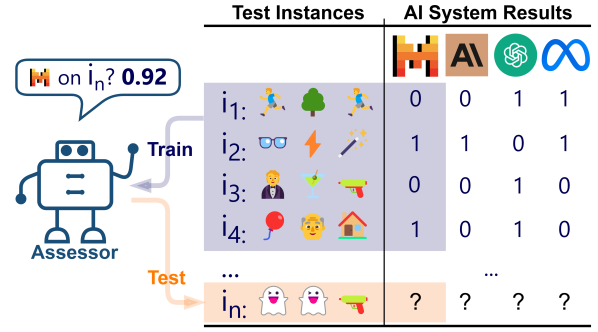 Test Instances AI System Results
on iₙ? 0.92
i₁: 0 0 1 1
Train
i₂: 1 1 0 1
i₃: 0 0 1 0
i₄: 1 0 1 0
Assessor
... ...
Test
iₙ: ? ? ? ?